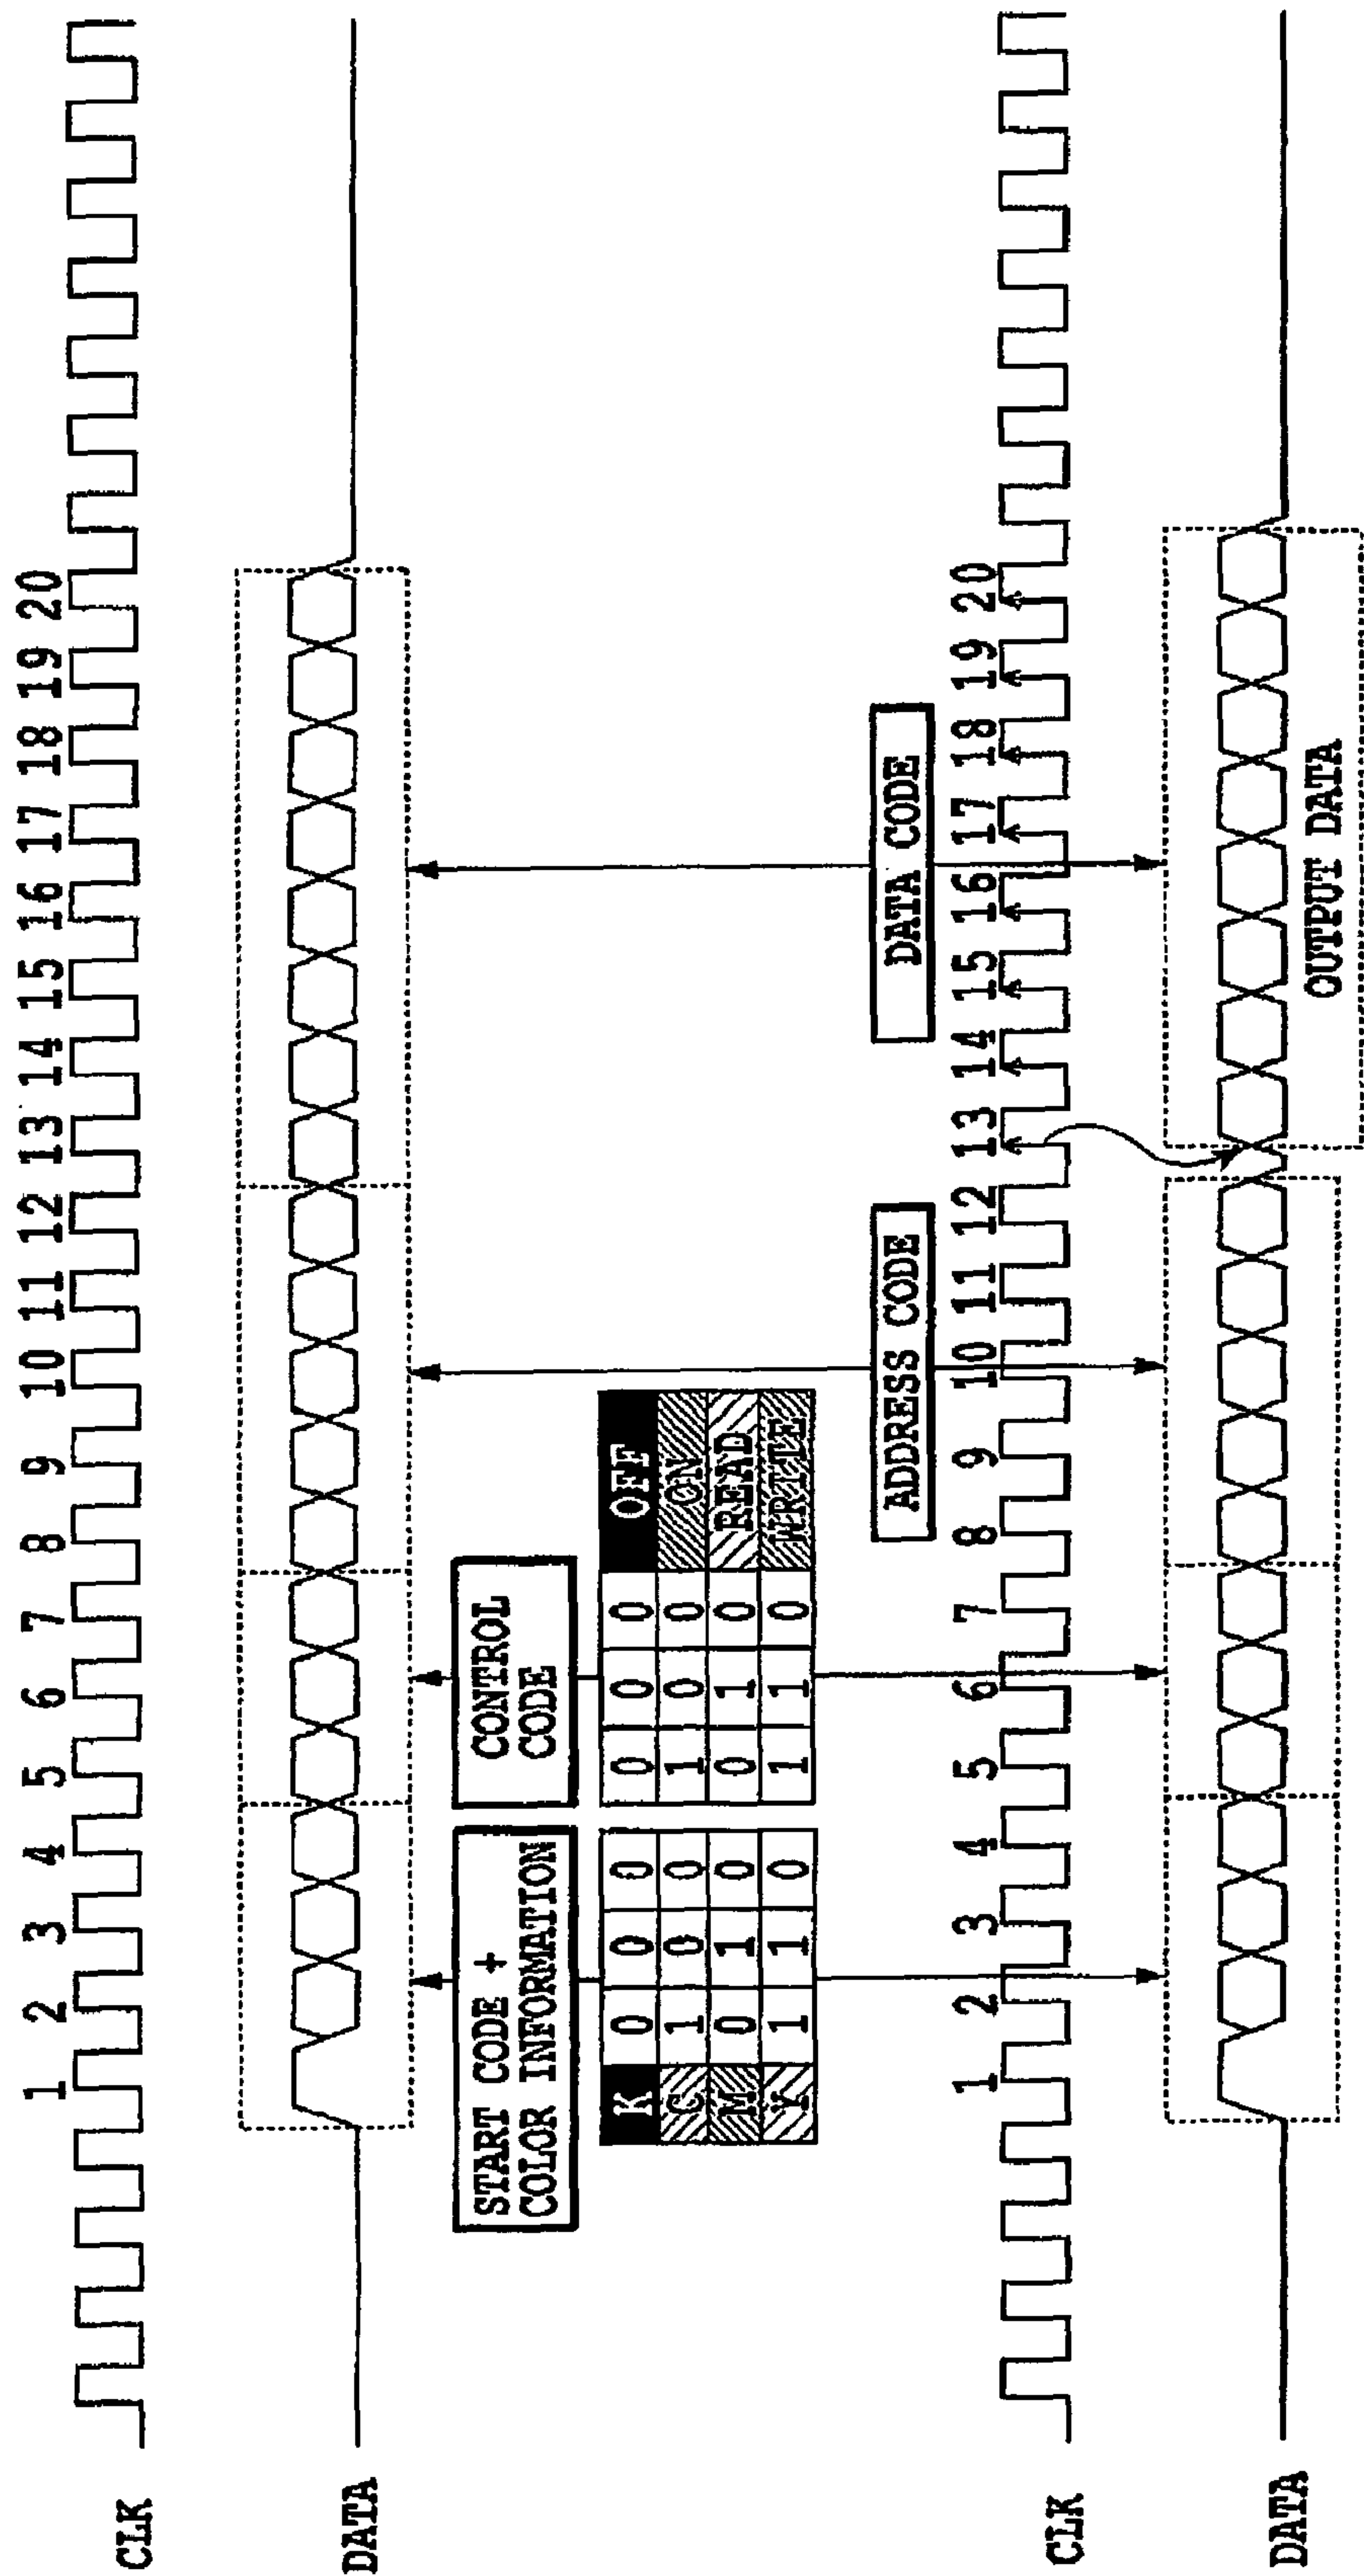 CLK
1 2 3 4 5 6 7 8 9 10 11 12 13 14 15 16 17 18 19 20
DATA
START CODE +
COLOR INFORMATION
CONTROL
CODE
K 0 0 0
C 1 0 0
M 0 1 0
Y 1 1 0
0 0 0 OFF
1 0 0 ON
0 1 0 READ
1 1 0 WRITE
ADDRESS CODE
DATA CODE
CLK
1 2 3 4 5 6 7 8 9 10 11 12 13 14 15 16 17 18 19 20
DATA
OUTPUT DATA